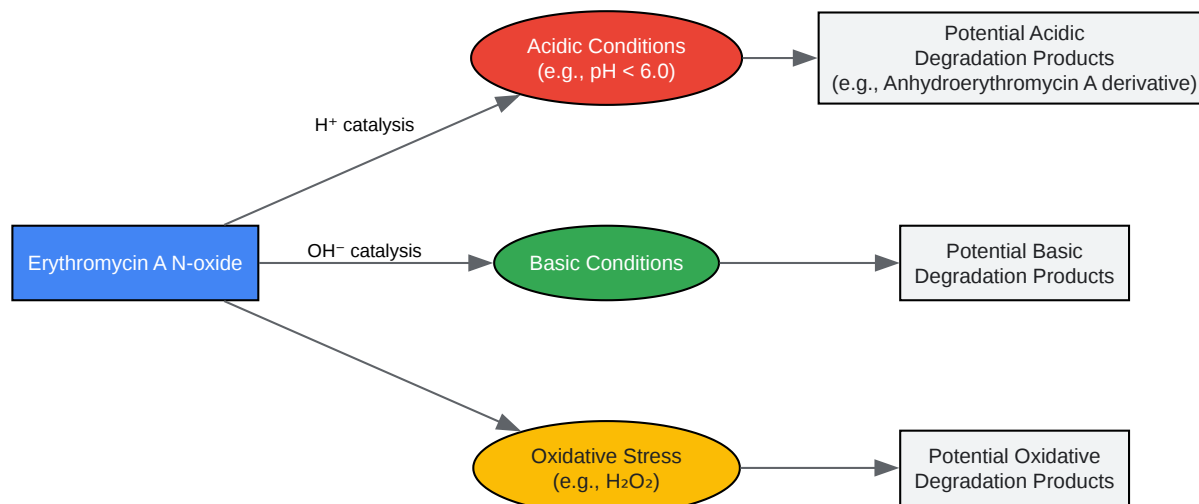 Acidic Conditions
(e.g., pH < 6.0)
Potential Acidic
Degradation Products
(e.g., Anhydroerythromycin A derivative)
H⁺ catalysis
Erythromycin A N-oxide
OH⁻ catalysis
Basic Conditions
Potential Basic
Degradation Products
Oxidative Stress
(e.g., H₂O₂)
Potential Oxidative
Degradation Products